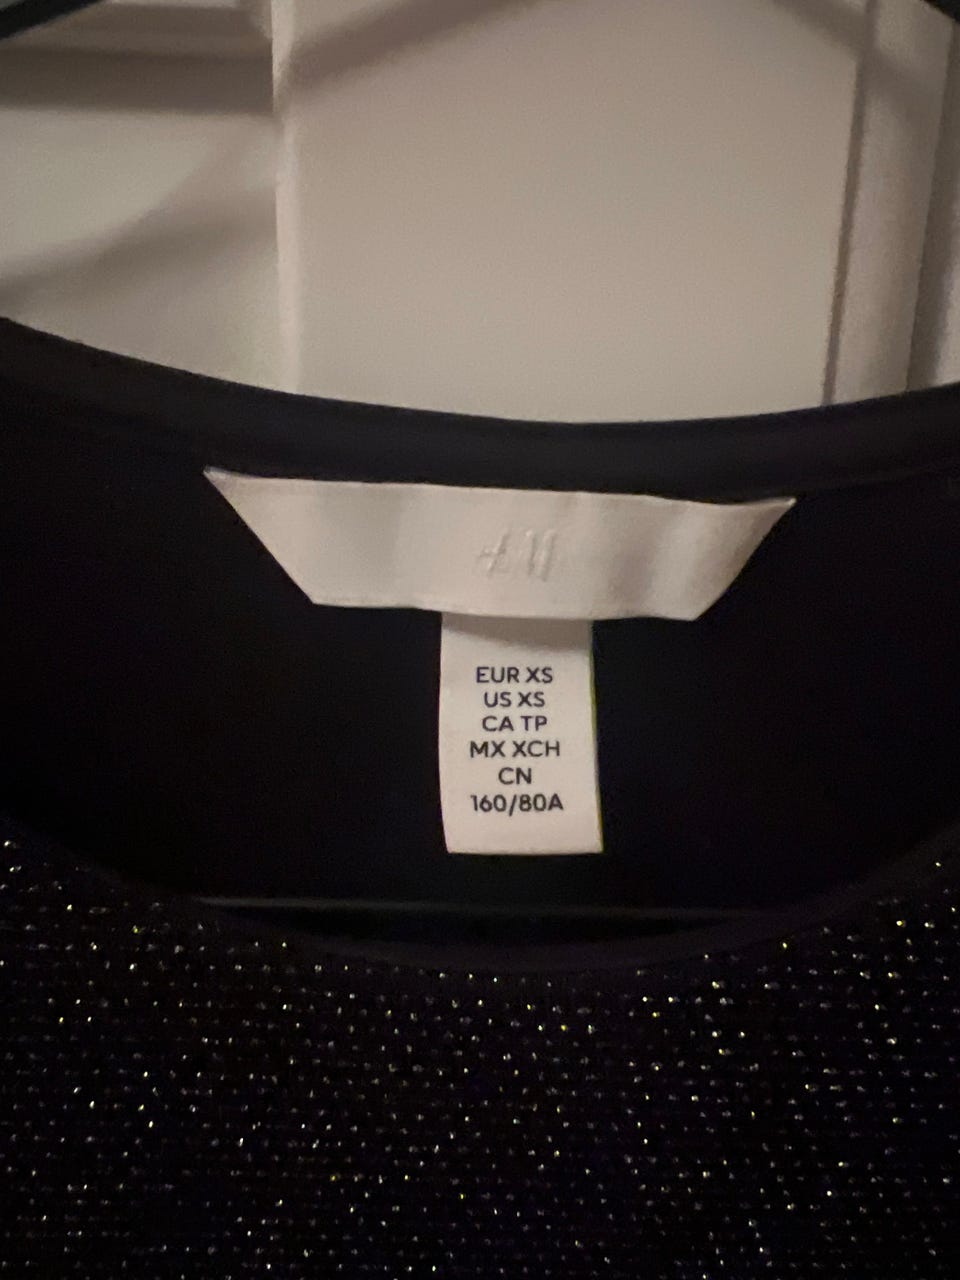 EUR XS
US XS
CA TP
MX XCH
CN
160/80A